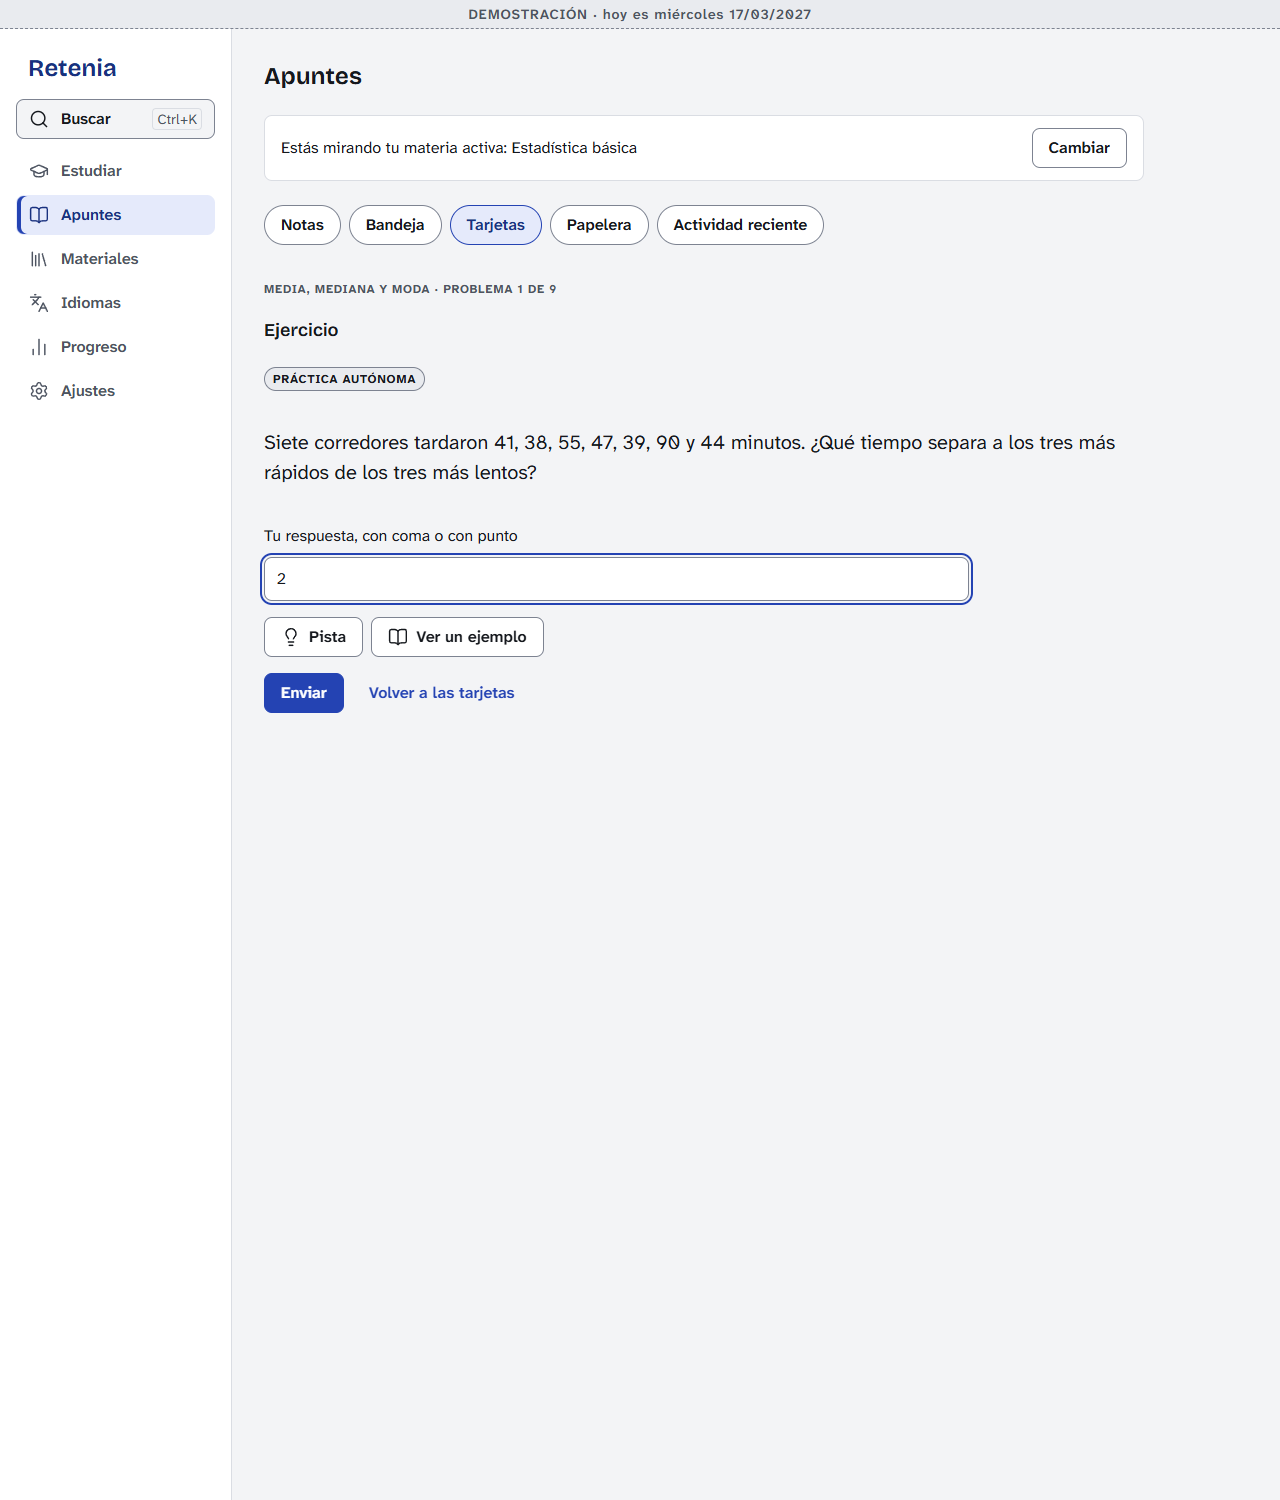 DEMOSTRACIÓN · hoy es miércoles 17/03/2027
Retenia
Buscar Ctrl+K
Estudiar
Apuntes
Materiales
Idiomas
Progreso
Ajustes
Apuntes
Estás mirando tu materia activa: Estadística básica
Cambiar
Notas Bandeja Tarjetas Papelera Actividad reciente
MEDIA, MEDIANA Y MODA · PROBLEMA 1 DE 9
Ejercicio
PRÁCTICA AUTÓNOMA
Siete corredores tardaron 41, 38, 55, 47, 39, 90 y 44 minutos. ¿Qué tiempo separa a los tres más
rápidos de los tres más lentos?
Tu respuesta, con coma o con punto
2
Pista Ver un ejemplo
Enviar Volver a las tarjetas